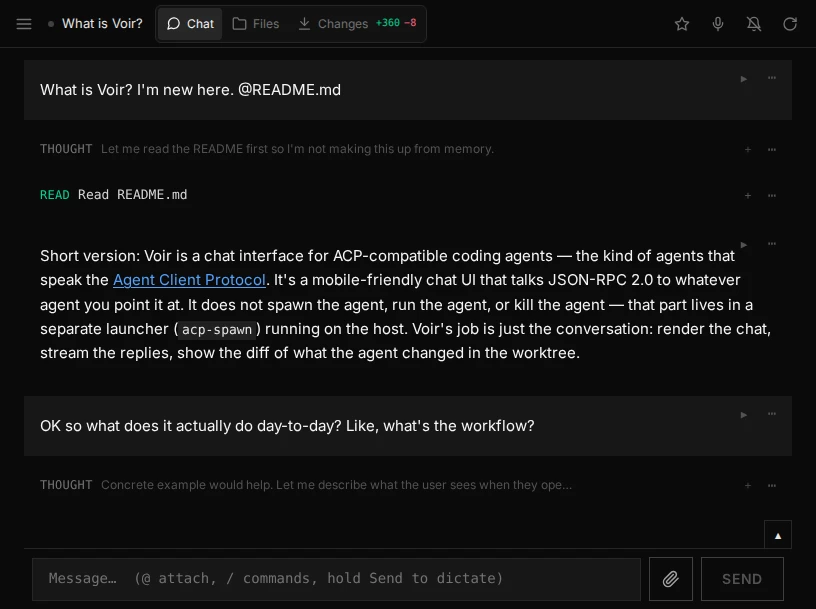 What is Voir?
Chat
Files
Changes +360 −8
What is Voir? I'm new here. @README.md
THOUGHT Let me read the README first so I'm not making this up from memory.
READ Read README.md
Short version: Voir is a chat interface for ACP-compatible coding agents — the kind of agents that
speak the Agent Client Protocol. It's a mobile-friendly chat UI that talks JSON-RPC 2.0 to whatever
agent you point it at. It does not spawn the agent, run the agent, or kill the agent — that part lives in a
separate launcher (acp-spawn) running on the host. Voir's job is just the conversation: render the chat,
stream the replies, show the diff of what the agent changed in the worktree.
OK so what does it actually do day-to-day? Like, what's the workflow?
THOUGHT Concrete example would help. Let me describe what the user sees when they ope…
Message… (@ attach, / commands, hold Send to dictate)
SEND